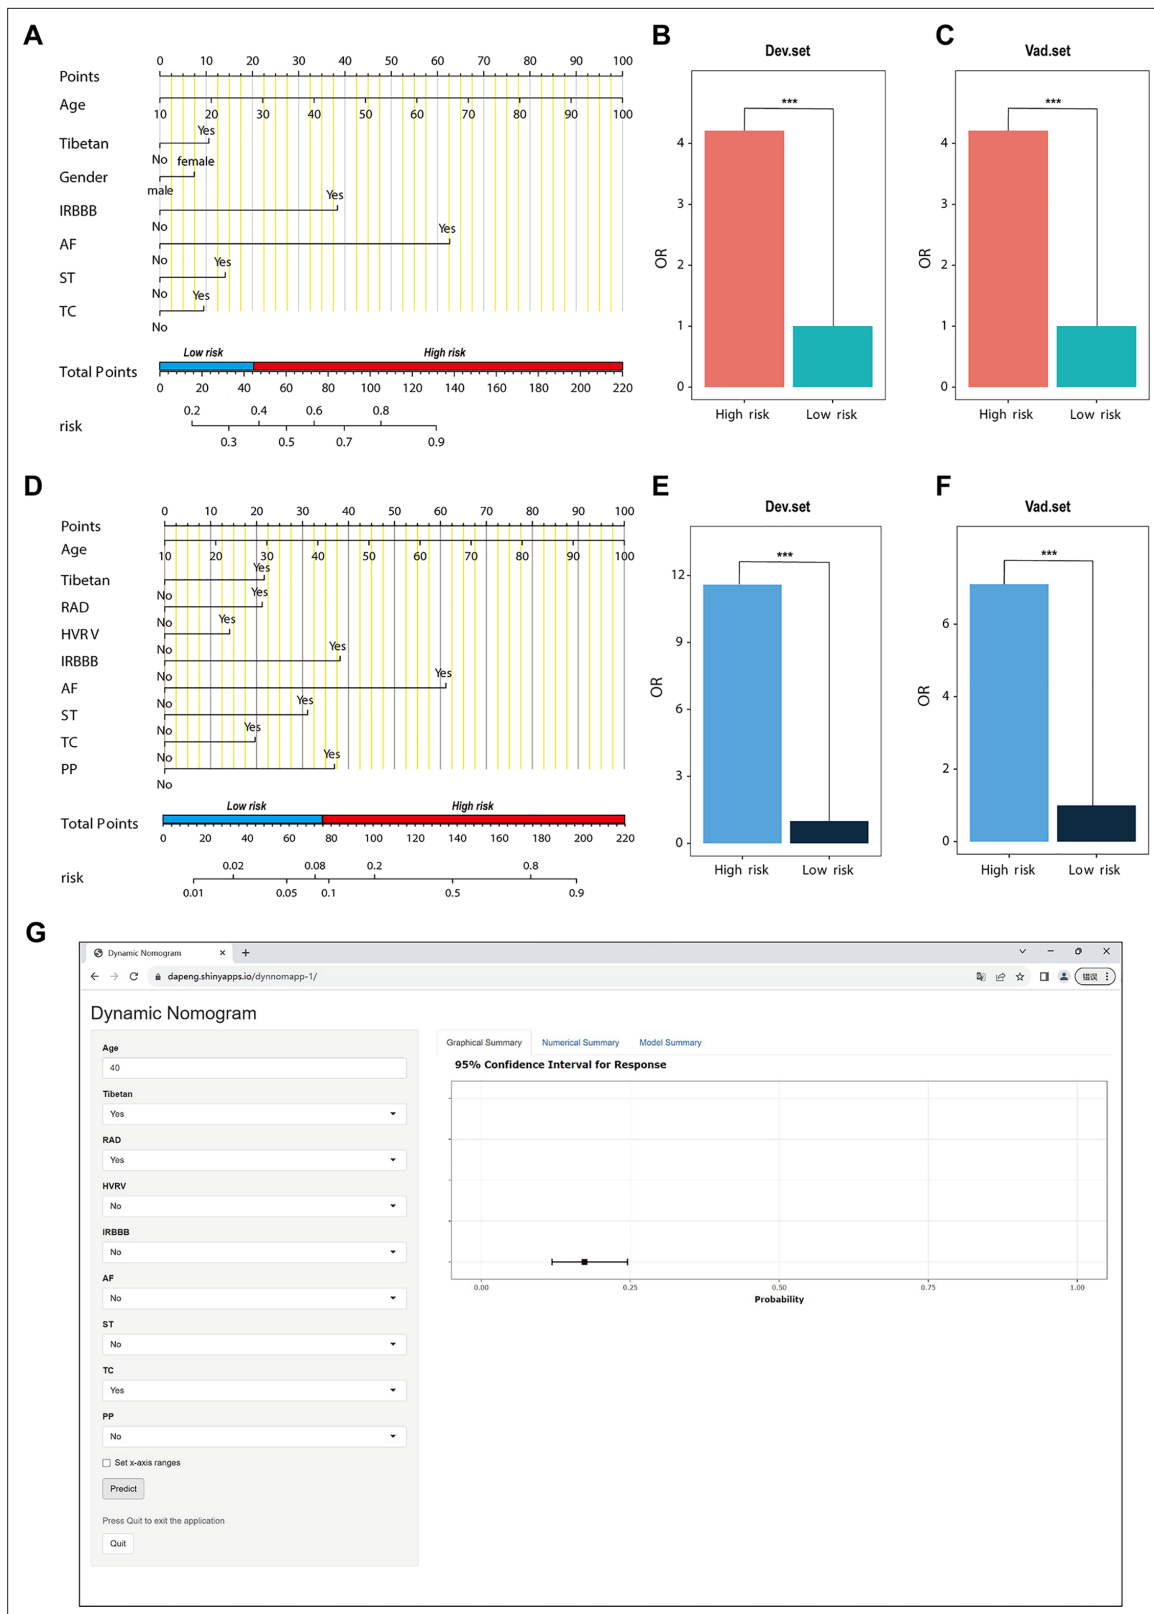 A
0 10 20 30 40 50 60 70 80 90 100
Points
Age
10 20 30 40 50 60 70 80 90 100
Yes
Tibetan
No female
Gender
male
Yes
IRBBB
No
Yes
AF
No
Yes
ST
No
Yes
TC
No
Low risk
High risk
Total Points
0 20 40 60 80 100 120 140 160 180 200 220
0.2 0.4 0.6 0.8
risk
0.3 0.5 0.7 0.9
B
Dev.set
***
4
3
2
1
0
OR
High risk
Low risk
C
Vad.set
***
4
3
2
1
0
OR
High risk
Low risk
D
0 10 20 30 40 50 60 70 80 90 100
Points
Age
10 20 30 40 50 60 70 80 90 100
Yes
Tibetan
No
Yes
RAD
No
Yes
HVRV
No
Yes
IRBBB
No
Yes
AF
No
Yes
ST
No
Yes
TC
No
Yes
PP
No
Low risk
High risk
Total Points
0 20 40 60 80 100 120 140 160 180 200 220
0.02 0.08 0.2 0.8
risk
0.01 0.05 0.1 0.5 0.9
E
Dev.set
***
12
9
6
3
0
OR
High risk
Low risk
F
Vad.set
***
6
4
2
0
OR
High risk
Low risk
G
Dynamic Nomogram
dapeng.shinyapps.io/dynnomapp-1/
错误
Dynamic Nomogram
Age
40
Tibetan
Yes
RAD
Yes
HVRV
No
IRBBB
No
AF
No
ST
No
TC
Yes
PP
No
Set x-axis ranges
Predict
Press Quit to exit the application
Quit
Graphical Summary
Numerical Summary
Model Summary
95% Confidence Interval for Response
0.00 0.25 0.50 0.75 1.00
Probability